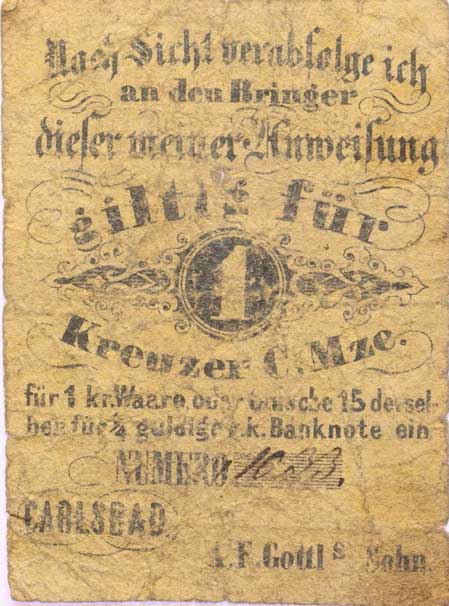 Nach Sicht verabfolge ich
an den Bringer
dieser meiner Anweisung
giltig für
1
Kreuzer C. Mze.
für 1 kr. Waare, oder tausche 15 dersel-
ben für ¼ guldige k.k. Banknote ein
NUMERO 1033.
CARLSBAD
A. F. Gottl s Sohn.